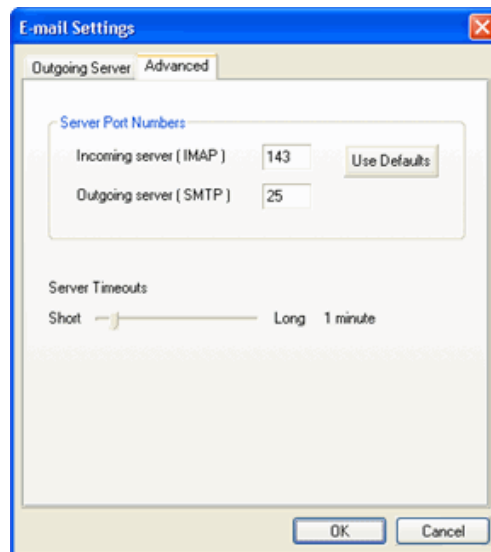 E-mail Settings
Outgoing Server Advanced
Server Port Numbers
Incoming server ( IMAP ) 143 Use Defaults
Outgoing server ( SMTP ) 25
Server Timeouts
Short Long 1 minute
OK Cancel